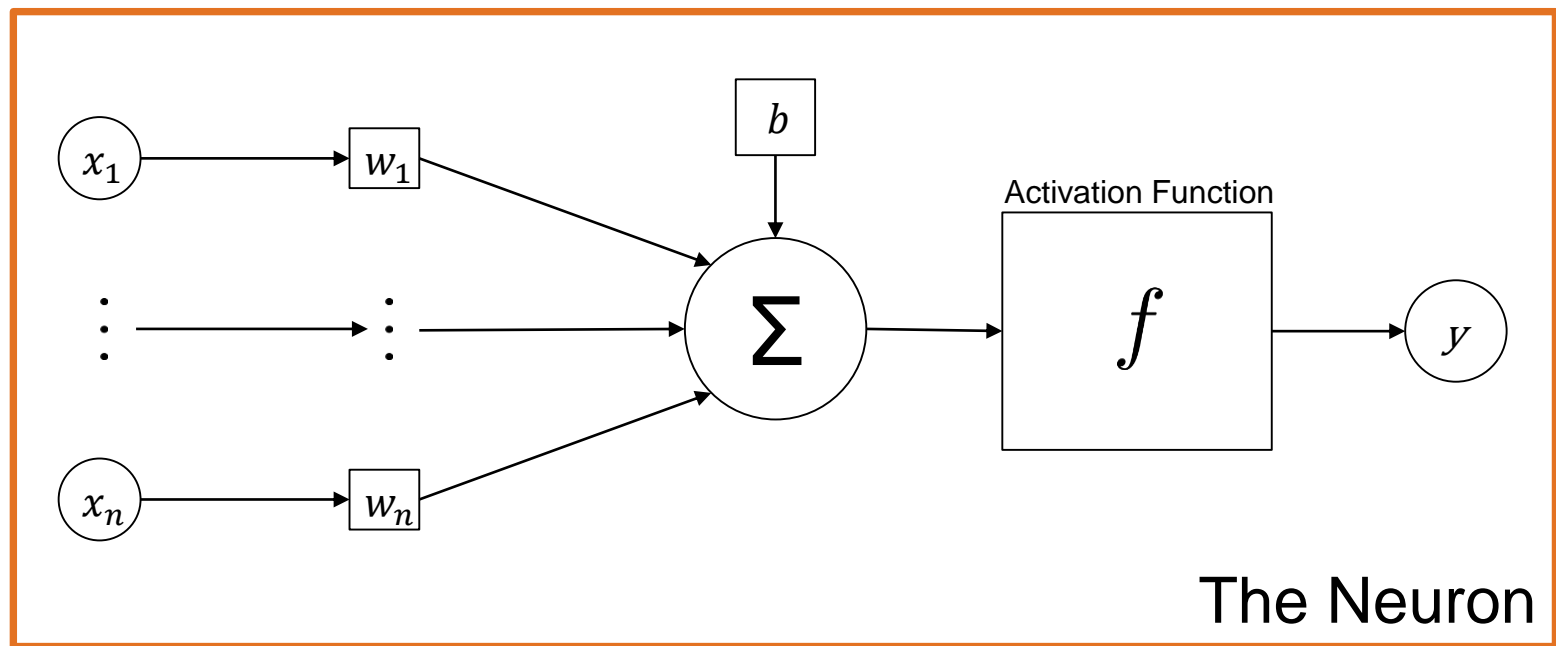 b
x₁
w₁
Activation Function
⋮
⋮
Σ
f
y
xₙ
wₙ
The Neuron